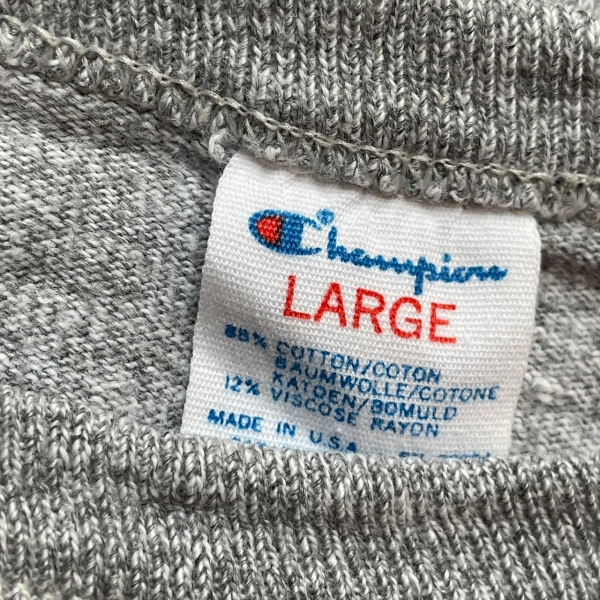 Champion
LARGE
88% COTTON/COTON
BAUMWOLLE/COTONE
KATOEN/BOMULD
12% VISCOSE RAYON
MADE IN U.S.A.